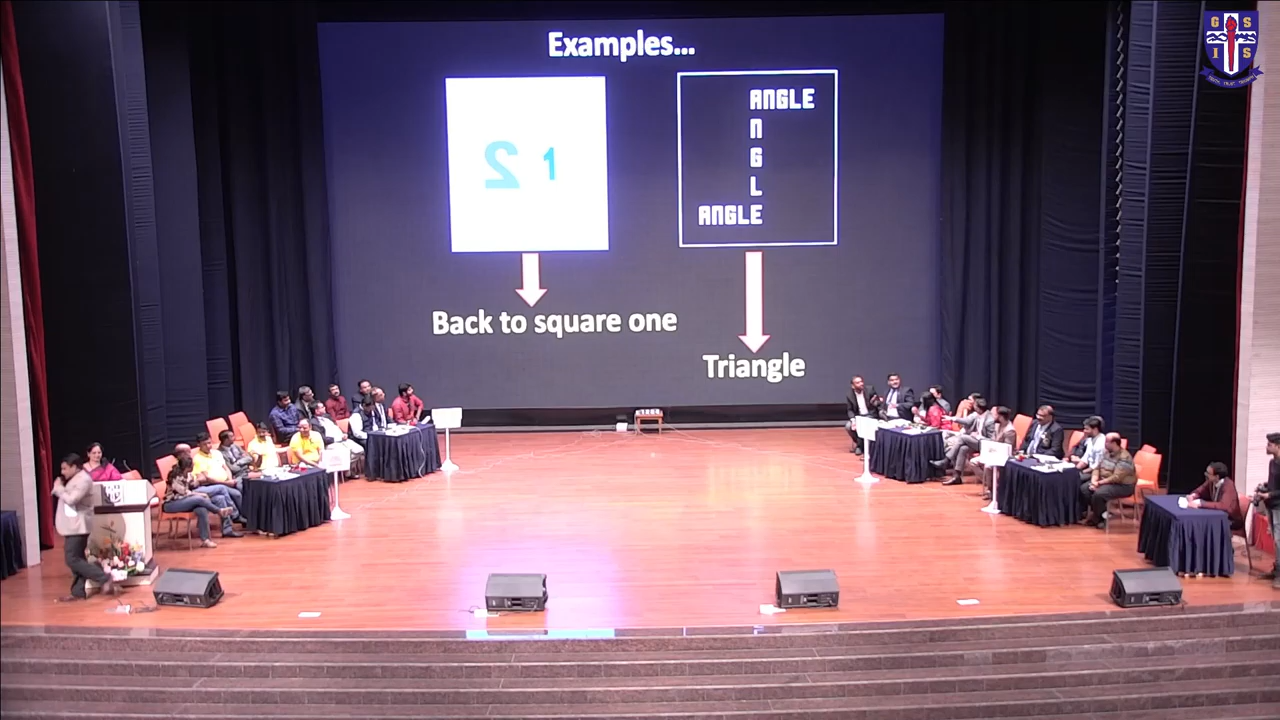 Examples...
2 1
ANGLE
N
G
L
ANGLE
Back to square one
Triangle
G S
I S